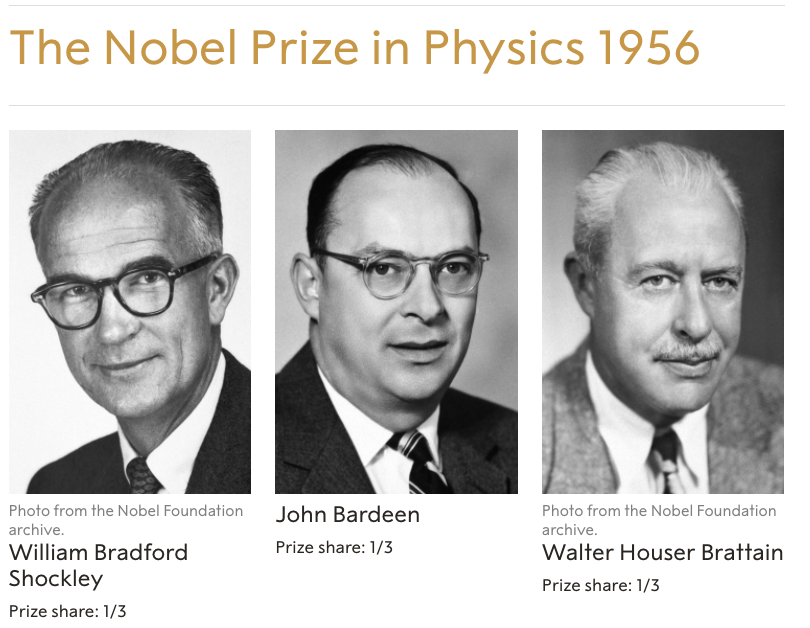 The Nobel Prize in Physics 1956
Photo from the Nobel Foundation
archive.
William Bradford
Shockley
Prize share: 1/3
John Bardeen
Prize share: 1/3
Photo from the Nobel Foundation
archive.
Walter Houser Brattain
Prize share: 1/3